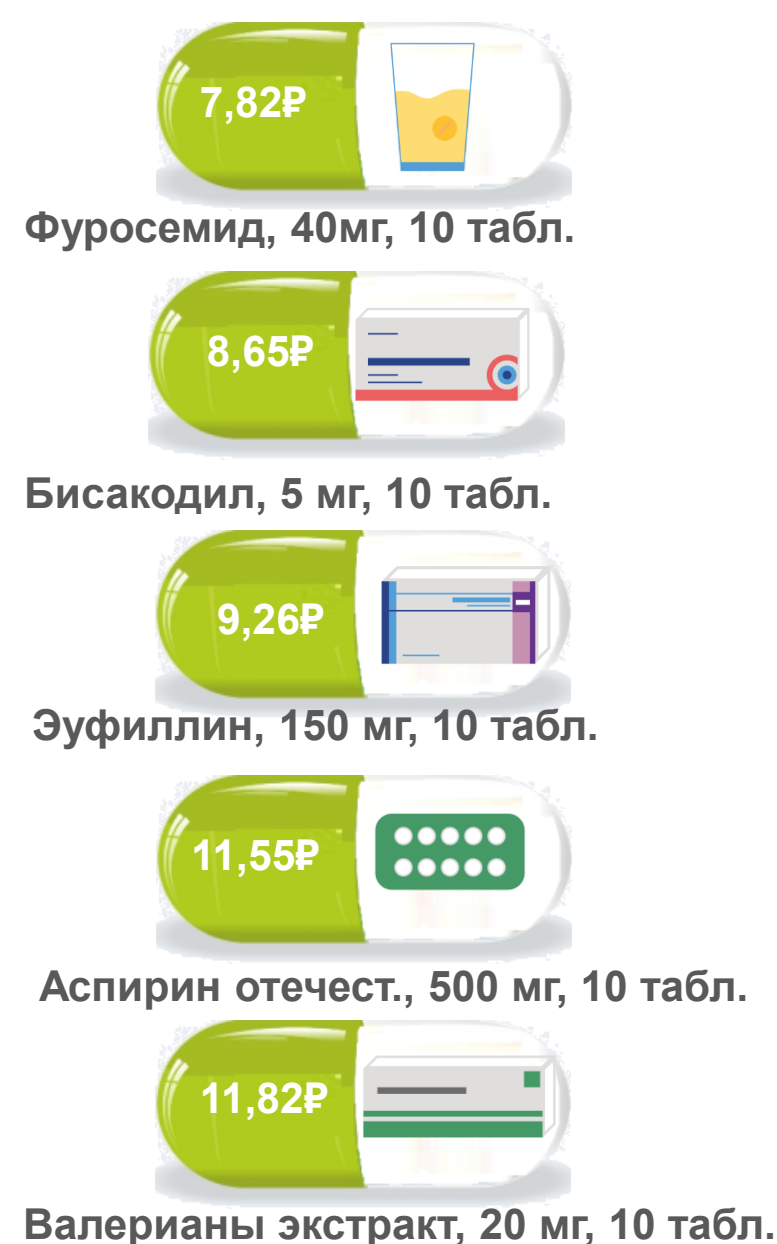 7,82₽
Фуросемид, 40мг, 10 табл.
8,65₽
Бисакодил, 5 мг, 10 табл.
9,26₽
Эуфиллин, 150 мг, 10 табл.
11,55₽
Аспирин отечест., 500 мг, 10 табл.
11,82₽
Валерианы экстракт, 20 мг, 10 табл.